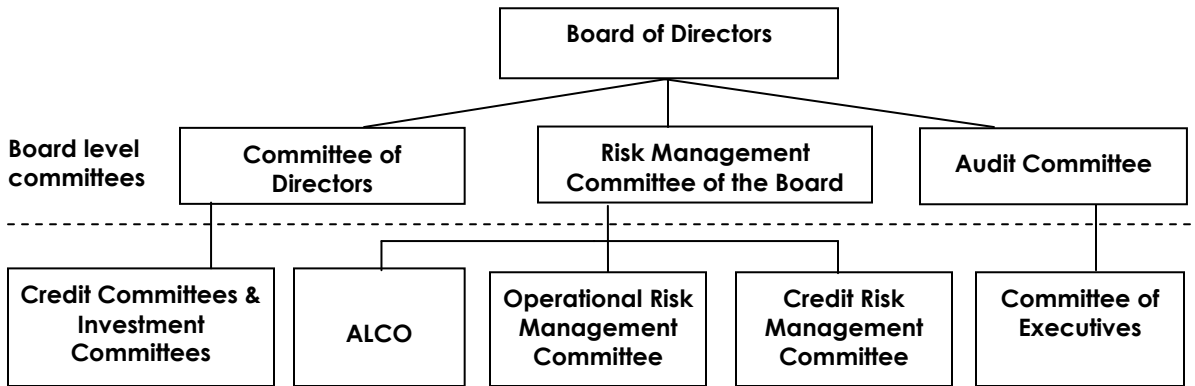 Board of Directors
Board level
committees
Committee of
Directors
Risk Management
Committee of the Board
Audit Committee
Credit Committees &
Investment
Committees
ALCO
Operational Risk
Management
Committee
Credit Risk
Management
Committee
Committee of
Executives